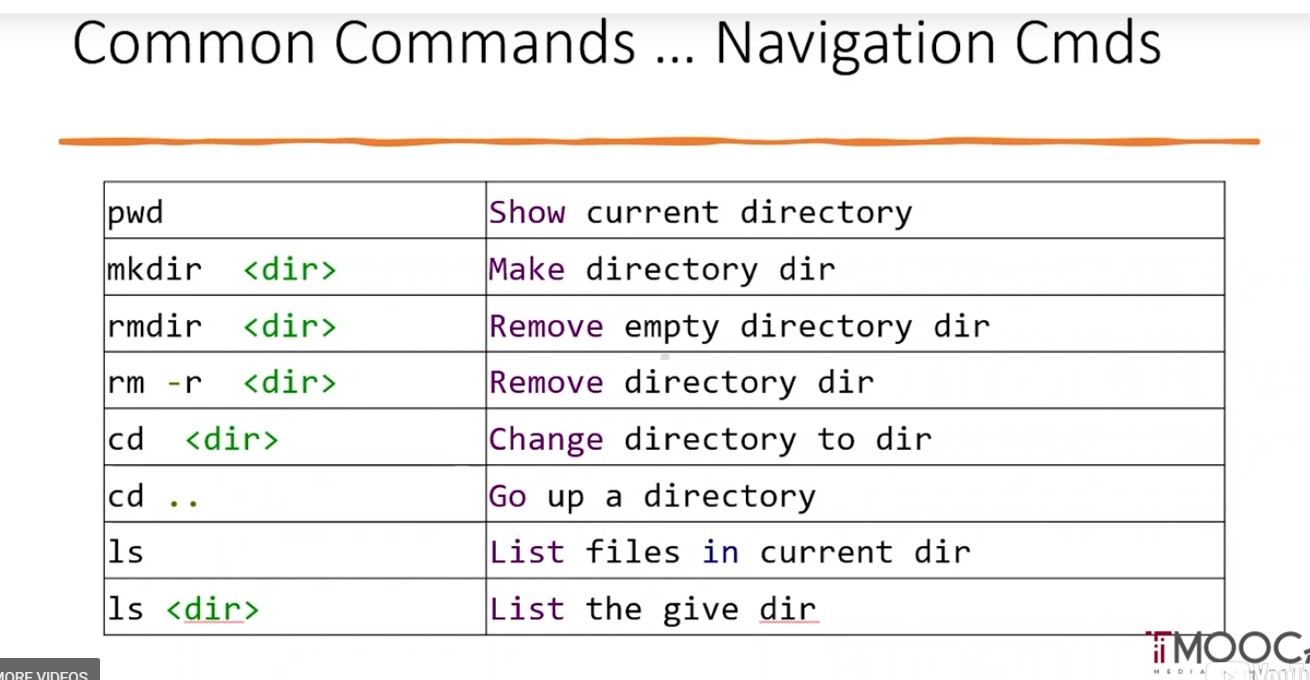 Common Commands ... Navigation Cmds
pwd Show current directory
mkdir <dir> Make directory dir
rmdir <dir> Remove empty directory dir
rm -r <dir> Remove directory dir
cd <dir> Change directory to dir
cd .. Go up a directory
ls List files in current dir
ls <dir> List the give dir
TMOOC
MEDIA
MORE VIDEOS